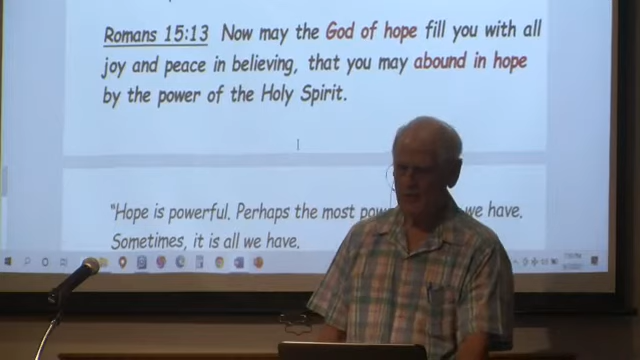 Romans 15:13 Now may the God of hope fill you with all
joy and peace in believing, that you may abound in hope
by the power of the Holy Spirit.
"Hope is powerful. Perhaps the most pow we have.
Sometimes, it is all we have.